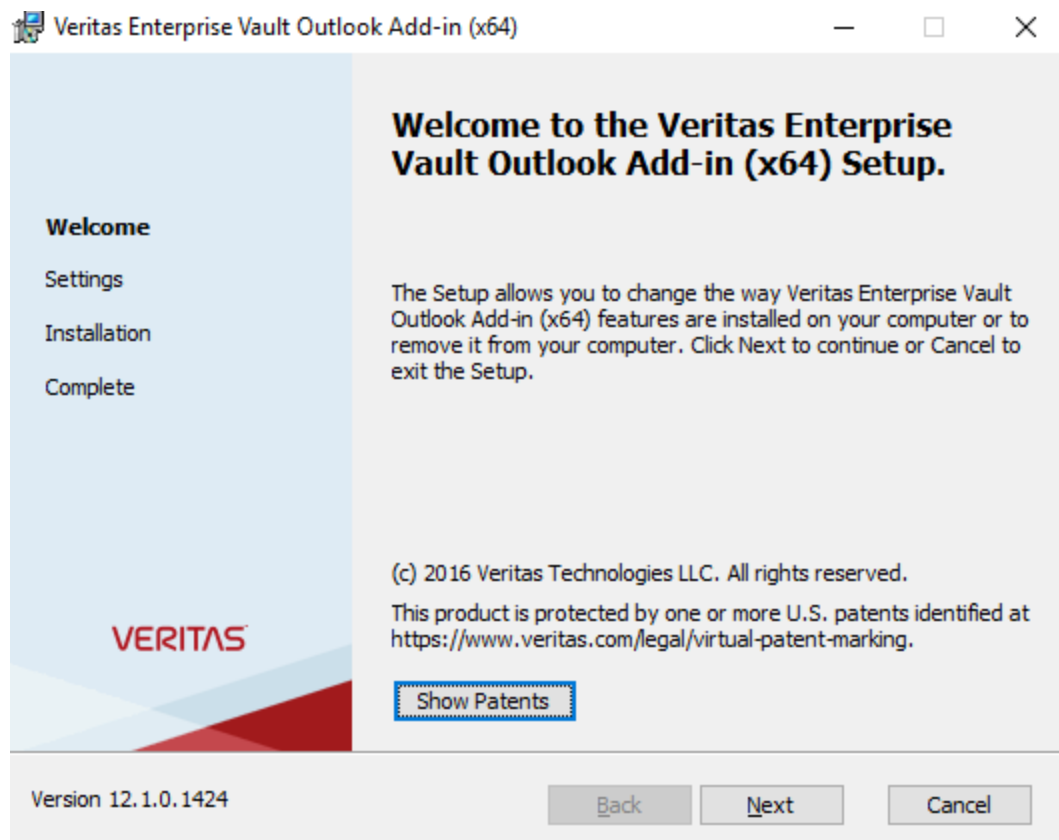 Veritas Enterprise Vault Outlook Add-in (x64)
Welcome to the Veritas Enterprise
Vault Outlook Add-in (x64) Setup.
Welcome
Settings
Installation
Complete
The Setup allows you to change the way Veritas Enterprise Vault
Outlook Add-in (x64) features are installed on your computer or to
remove it from your computer. Click Next to continue or Cancel to
exit the Setup.
(c) 2016 Veritas Technologies LLC. All rights reserved.
This product is protected by one or more U.S. patents identified at
https://www.veritas.com/legal/virtual-patent-marking.
VERITAS
Show Patents
Version 12.1.0.1424
Back
Next
Cancel